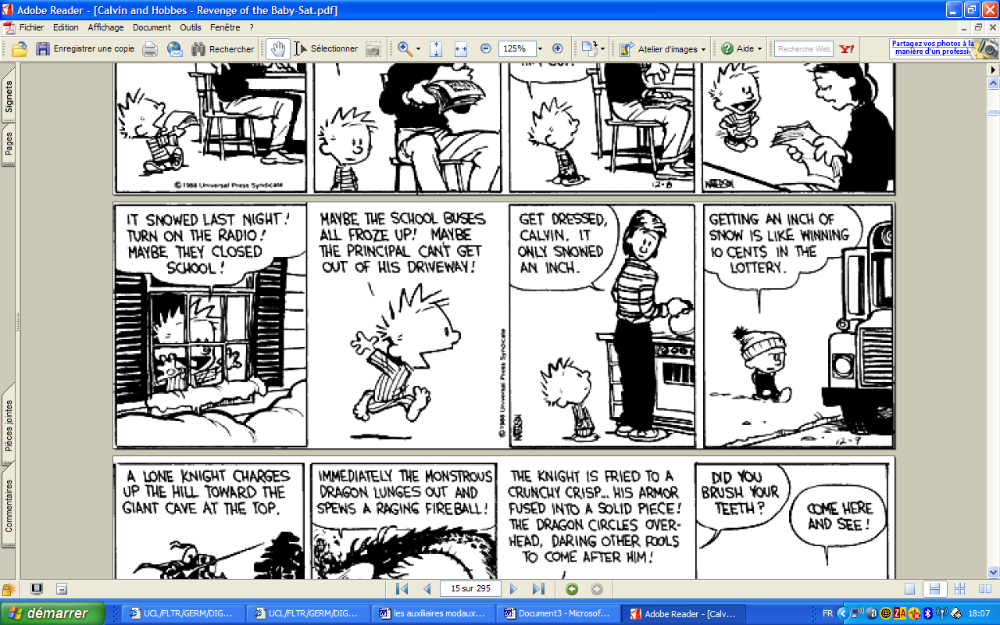 Adobe Reader - [Calvin and Hobbes - Revenge of the Baby-Sat.pdf]
Fichier Edition Affichage Document Outils Fenêtre ?
Enregistrer une copie Rechercher Sélectionner 125% Atelier d'images Aide Recherche Web Y!
Partagez vos photos à la
manière d'un professi-
Signets
Pages
Pièces jointes
Commentaires
© 1988 Universal Press Syndicate
12-8
WATTERSON
IT SNOWED LAST NIGHT!
TURN ON THE RADIO!
MAYBE THEY CLOSED
SCHOOL!
MAYBE THE SCHOOL BUSES
ALL FROZE UP! MAYBE
THE PRINCIPAL CAN'T GET
OUT OF HIS DRIVEWAY!
© 1988 Universal Press Syndicate
GET DRESSED,
CALVIN. IT
ONLY SNOWED
AN INCH.
WATTERSON
GETTING AN INCH OF
SNOW IS LIKE WINNING
10 CENTS IN THE
LOTTERY.
12-9
A LONE KNIGHT CHARGES
UP THE HILL TOWARD THE
GIANT CAVE AT THE TOP.
IMMEDIATELY THE MONSTROUS
DRAGON LUNGES OUT AND
SPEWS A RAGING FIREBALL!
THE KNIGHT IS FRIED TO A
CRUNCHY CRISP... HIS ARMOR
FUSED INTO A SOLID PIECE!
THE DRAGON CIRCLES OVER-
HEAD, DARING OTHER FOOLS
TO COME AFTER HIM!
DID YOU
BRUSH YOUR
TEETH?
COME HERE
AND SEE!
15 sur 295
démarrer UCL/FLTR/GERM/DIG... UCL/FLTR/GERM/DIG... les auxiliaires modaux... Document3 - Microsof... Adobe Reader - [Calv... FR 18:07